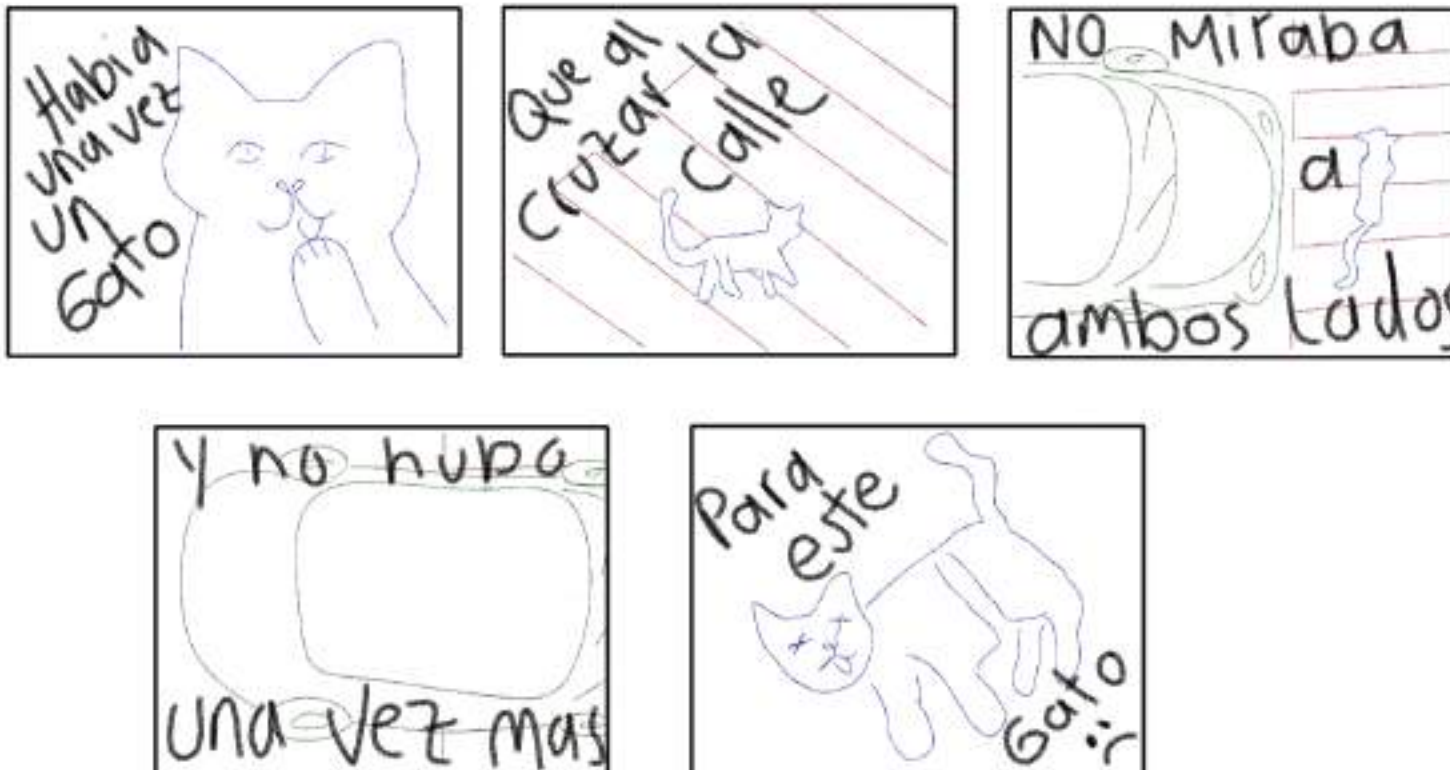 Habia
una vez
un
Gato
Que al
cruzar la
calle
NO Miraba
a
ambos lados
Y no hubo
una vez mas
Para
este
Gato
:(